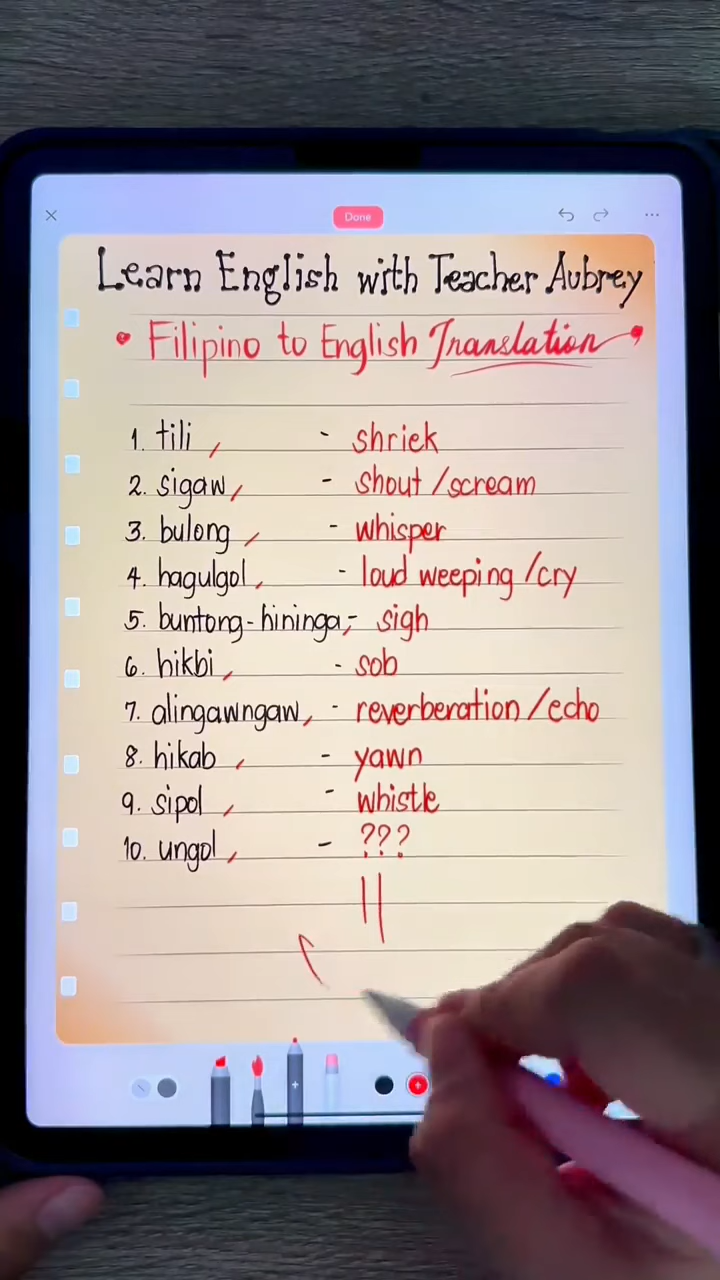 Done
Learn English with Teacher Aubrey
• Filipino to English Translation •
1. tili, - shriek
2. sigaw, - shout / scream
3. bulong, - whisper
4. hagulgol, - loud weeping / cry
5. buntong-hininga, - sigh
6. hikbi, - sob
7. alingawngaw, - reverberation / echo
8. hikab, - yawn
9. sipol, - whistle
10. ungol, - ???